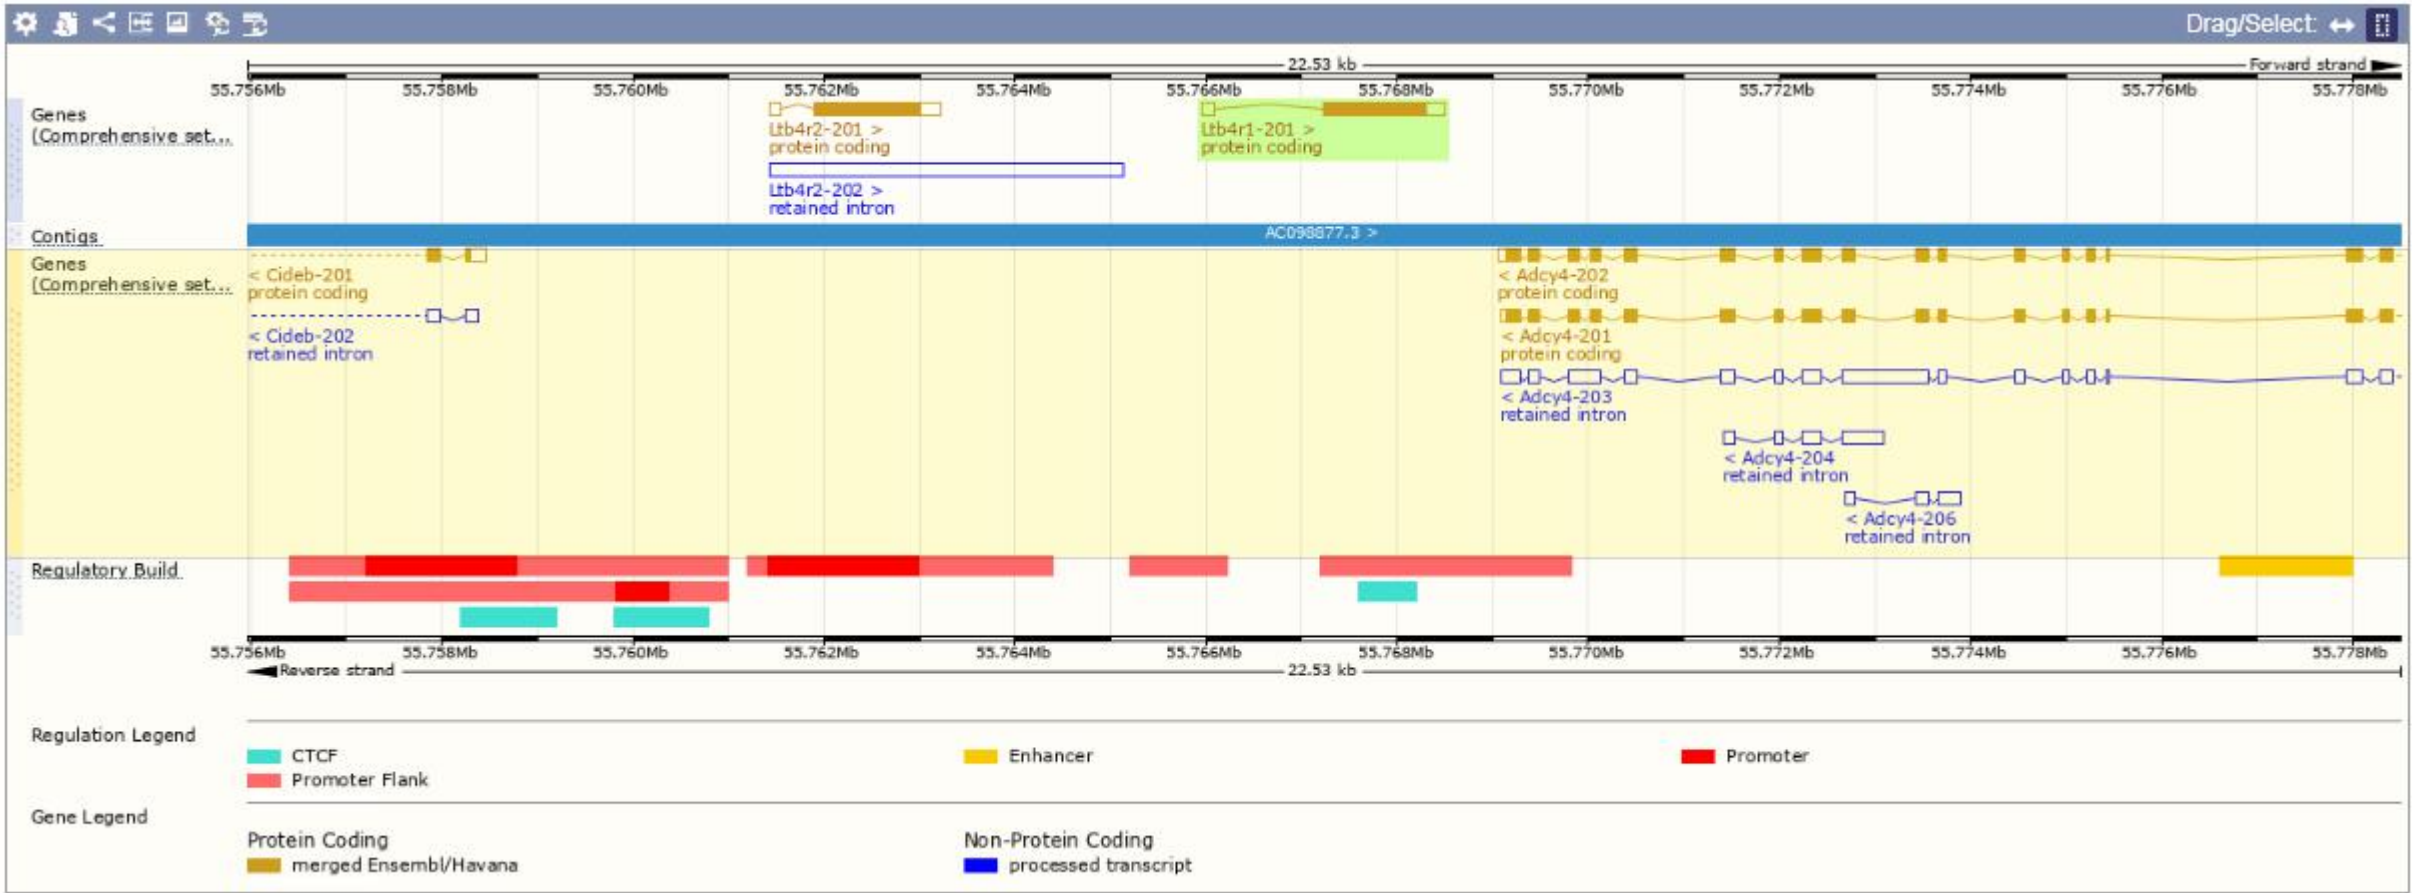 Drag/Select:
22.53 kb
Forward strand
55.756Mb 55.758Mb 55.760Mb 55.762Mb 55.764Mb 55.766Mb 55.768Mb 55.770Mb 55.772Mb 55.774Mb 55.776Mb 55.778Mb
Genes
(Comprehensive set...
Ltb4r2-201 >
protein coding
Ltb4r1-201 >
protein coding
Ltb4r2-202 >
retained intron
Contigs
AC098877.3 >
Genes
(Comprehensive set...
< Cideb-201
protein coding
< Adcy4-202
protein coding
< Cideb-202
retained intron
< Adcy4-201
protein coding
< Adcy4-203
retained intron
< Adcy4-204
retained intron
< Adcy4-206
retained intron
Regulatory Build
55.756Mb 55.758Mb 55.760Mb 55.762Mb 55.764Mb 55.766Mb 55.768Mb 55.770Mb 55.772Mb 55.774Mb 55.776Mb 55.778Mb
Reverse strand
22.53 kb
Regulation Legend
CTCF
Enhancer
Promoter
Promoter Flank
Gene Legend
Protein Coding
Non-Protein Coding
merged Ensembl/Havana
processed transcript